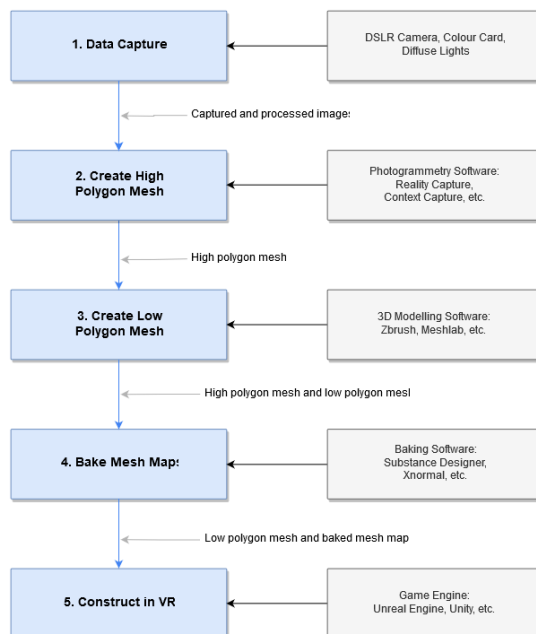 1. Data Capture
DSLR Camera, Colour Card,
Diffuse Lights
Captured and processed images
2. Create High
Polygon Mesh
Photogrammetry Software:
Reality Capture,
Context Capture, etc.
High polygon mesh
3. Create Low
Polygon Mesh
3D Modelling Software:
Zbrush, Meshlab, etc.
High polygon mesh and low polygon mesh
4. Bake Mesh Maps
Baking Software:
Substance Designer,
Xnormal, etc.
Low polygon mesh and baked mesh map
5. Construct in VR
Game Engine:
Unreal Engine, Unity, etc.